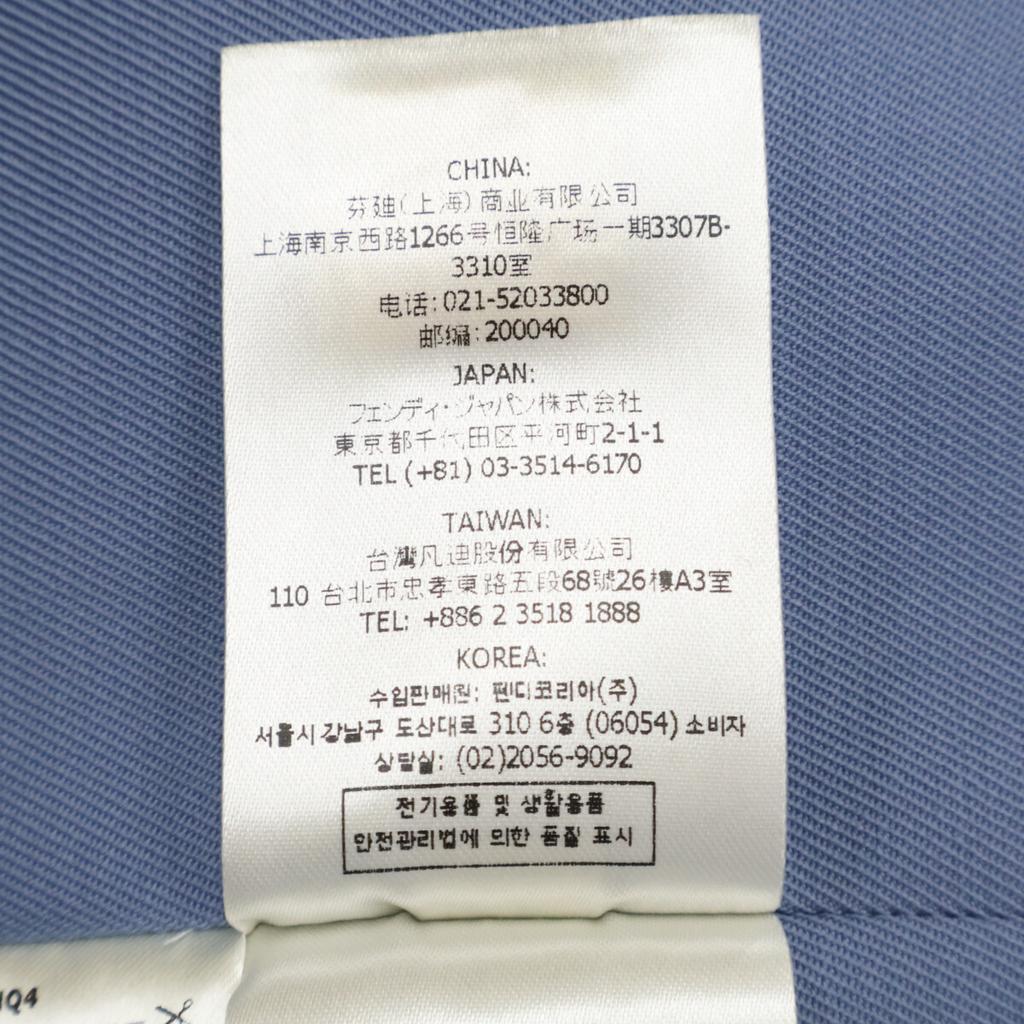 CHINA:
芬迪(上海)商业有限公司
上海南京西路1266号恒隆广场一期3307B-
3310室
电话:021-52033800
邮编:200040
JAPAN:
フェンディ・ジャパン株式会社
東京都千代田区平河町2-1-1
TEL (+81) 03-3514-6170
TAIWAN:
台灣凡迪股份有限公司
110 台北市忠孝東路五段68號26樓A3室
TEL: +886 2 3518 1888
KOREA:
수입판매원: 펜디코리아(주)
서울시 강남구 도산대로 310 6층 (06054) 소비자
상담실: (02)2056-9092
전기용품 및 생활용품
안전관리법에 의한 품질 표시